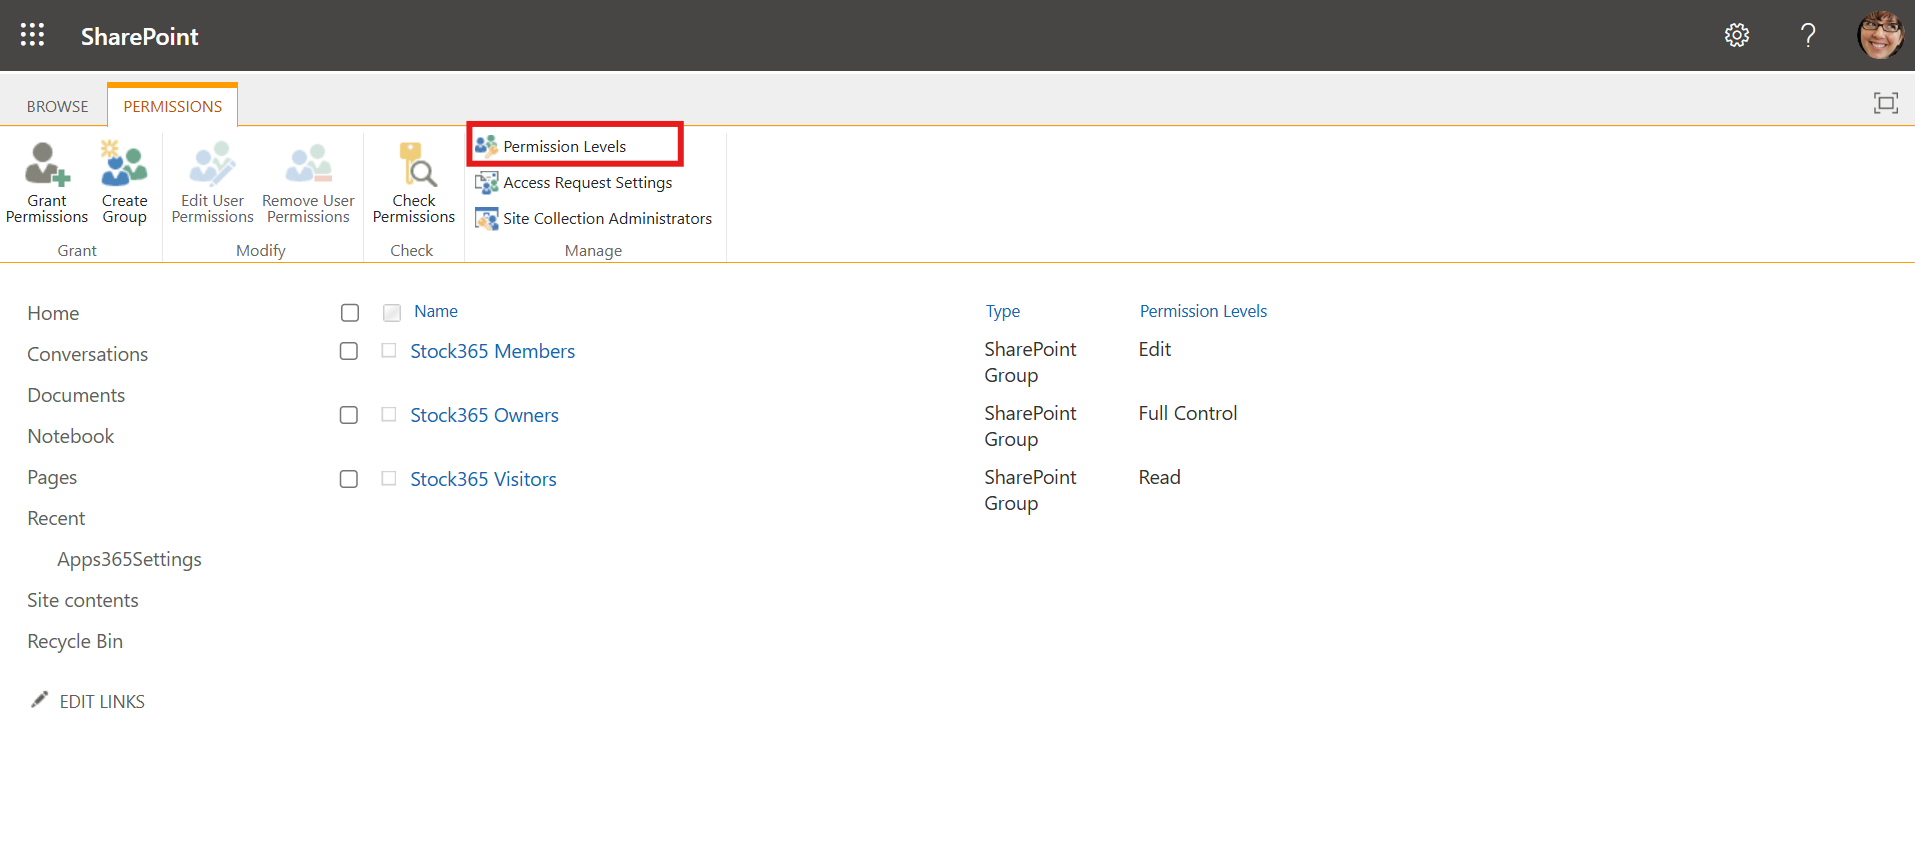 SharePoint
?
BROWSE
PERMISSIONS
Grant Permissions
Create Group
Edit User Permissions
Remove User Permissions
Check Permissions
Permission Levels
Access Request Settings
Site Collection Administrators
Grant
Modify
Check
Manage
Home
Conversations
Documents
Notebook
Pages
Recent
Apps365Settings
Site contents
Recycle Bin
EDIT LINKS
Name Type Permission Levels
Stock365 Members SharePoint Group Edit
Stock365 Owners SharePoint Group Full Control
Stock365 Visitors SharePoint Group Read